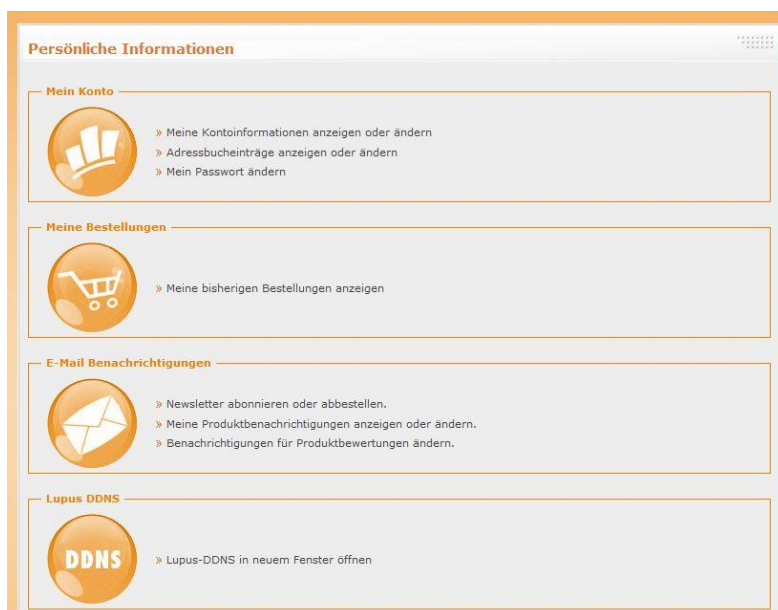 Persönliche Informationen
Mein Konto
» Meine Kontoinformationen anzeigen oder ändern
» Adressbucheinträge anzeigen oder ändern
» Mein Passwort ändern
Meine Bestellungen
» Meine bisherigen Bestellungen anzeigen
E-Mail Benachrichtigungen
» Newsletter abonnieren oder abbestellen.
» Meine Produktbenachrichtigungen anzeigen oder ändern.
» Benachrichtigungen für Produktbewertungen ändern.
Lupus DDNS
DDNS
» Lupus-DDNS in neuem Fenster öffnen